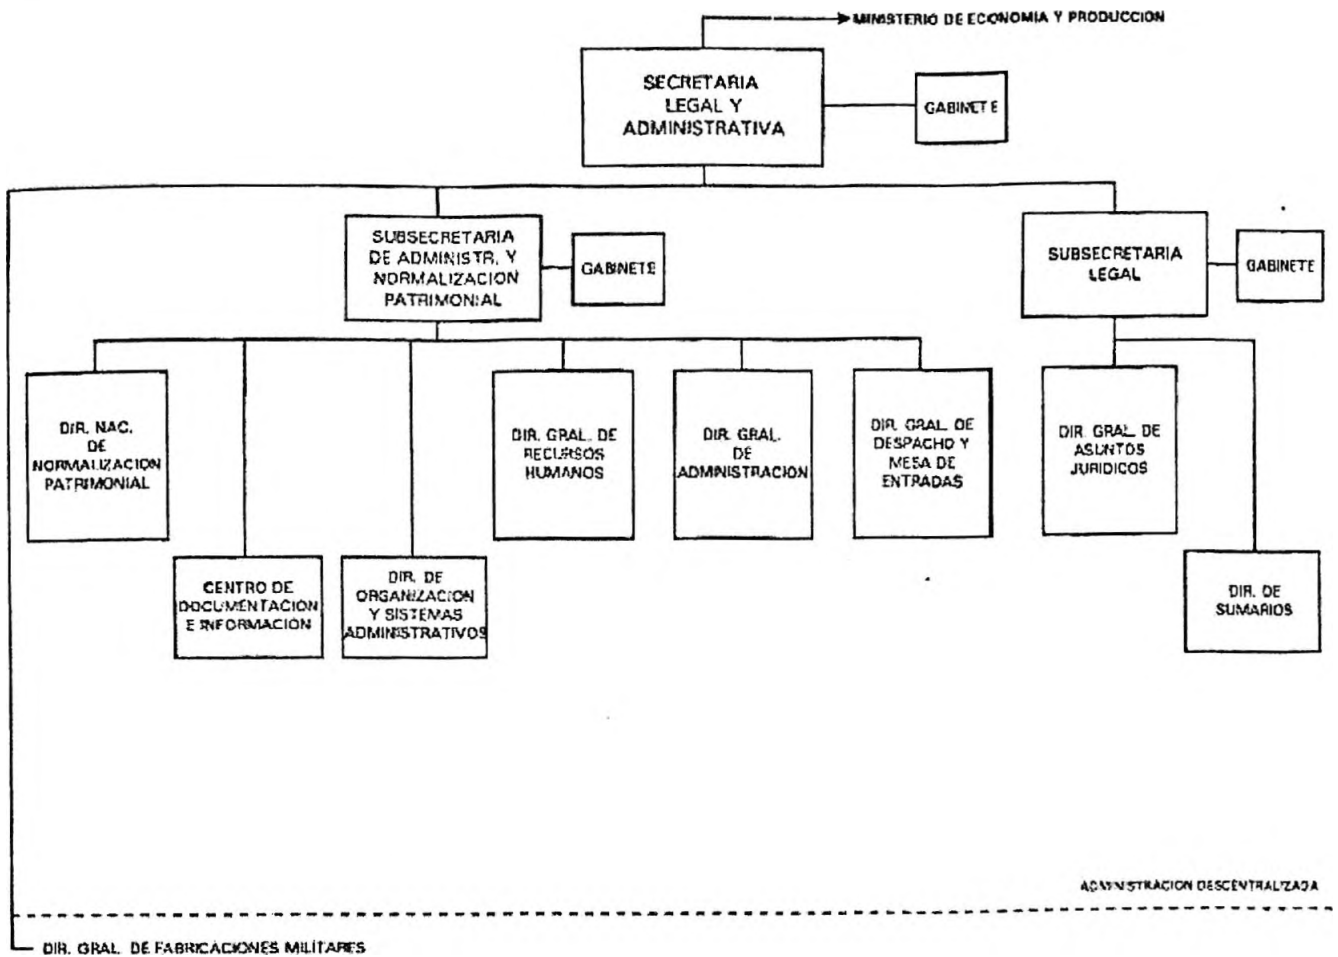 MINISTERIO DE ECONOMIA Y PRODUCCION
SECRETARIA
LEGAL Y
ADMINISTRATIVA
GABINETE
SUBSECRETARIA
DE ADMINISTR. Y
NORMALIZACION
PATRIMONIAL
GABINETE
SUBSECRETARIA
LEGAL
GABINETE
DIR. NAC.
DE
NORMALIZACION
PATRIMONIAL
DIR. GRAL. DE
RECURSOS
HUMANOS
DIR. GRAL.
DE
ADMINISTRACION
DIR. GRAL. DE
DESPACHO Y
MESA DE
ENTRADAS
DIR. GRAL. DE
ASUNTOS
JURIDICOS
CENTRO DE
DOCUMENTACION
E INFORMACION
DIR. DE
ORGANIZACION
Y SISTEMAS
ADMINISTRATIVOS
DIR. DE
SUMARIOS
ADMINISTRACION DESCENTRALIZADA
DIR. GRAL. DE FABRICACIONES MILITARES